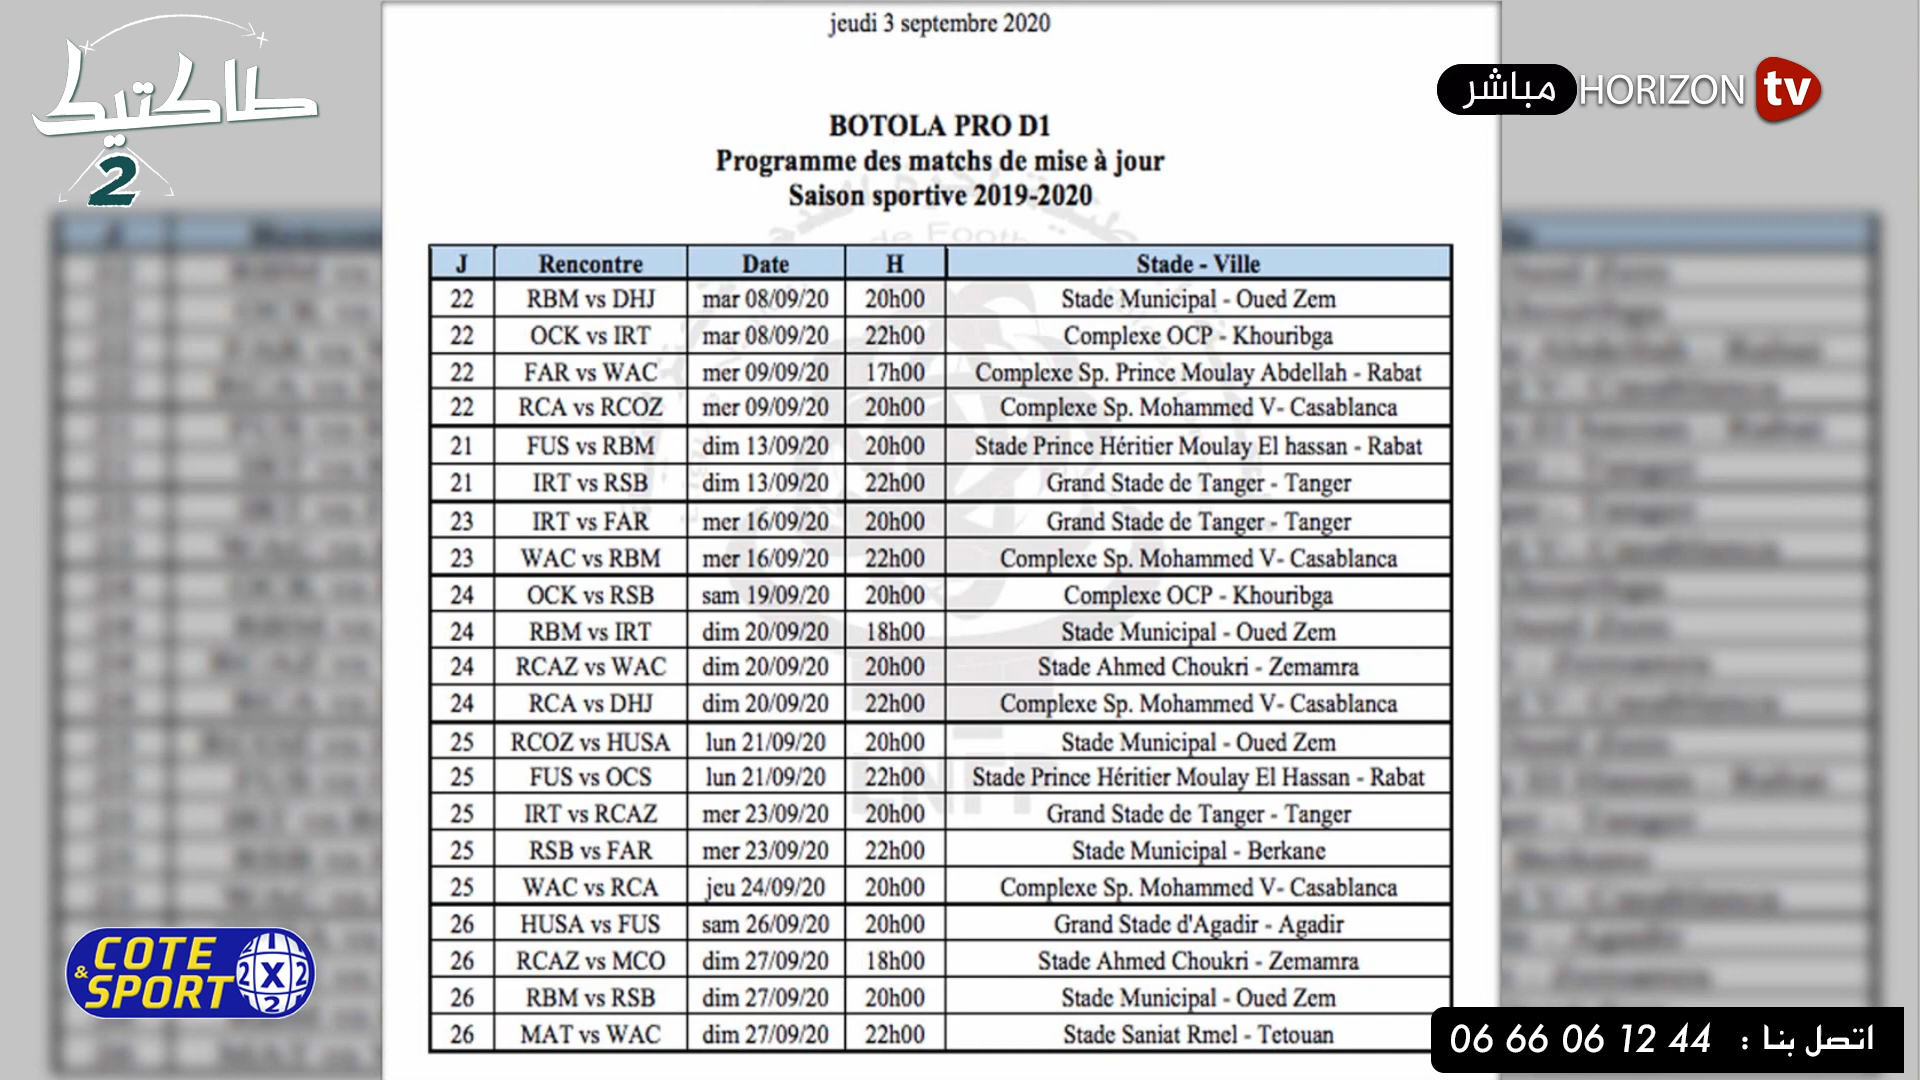 jeudi 3 septembre 2020
طاكتيك
2
مباشر HORIZON tv
BOTOLA PRO D1
Programme des matchs de mise à jour
Saison sportive 2019-2020
J Rencontre Date H Stade - Ville
22 RBM vs DHJ mar 08/09/20 20h00 Stade Municipal - Oued Zem
22 OCK vs IRT mar 08/09/20 22h00 Complexe OCP - Khouribga
22 FAR vs WAC mer 09/09/20 17h00 Complexe Sp. Prince Moulay Abdellah - Rabat
22 RCA vs RCOZ mer 09/09/20 20h00 Complexe Sp. Mohammed V- Casablanca
21 FUS vs RBM dim 13/09/20 20h00 Stade Prince Héritier Moulay El hassan - Rabat
21 IRT vs RSB dim 13/09/20 22h00 Grand Stade de Tanger - Tanger
23 IRT vs FAR mer 16/09/20 20h00 Grand Stade de Tanger - Tanger
23 WAC vs RBM mer 16/09/20 22h00 Complexe Sp. Mohammed V- Casablanca
24 OCK vs RSB sam 19/09/20 20h00 Complexe OCP - Khouribga
24 RBM vs IRT dim 20/09/20 18h00 Stade Municipal - Oued Zem
24 RCAZ vs WAC dim 20/09/20 20h00 Stade Ahmed Choukri - Zemamra
24 RCA vs DHJ dim 20/09/20 22h00 Complexe Sp. Mohammed V- Casablanca
25 RCOZ vs HUSA lun 21/09/20 20h00 Stade Municipal - Oued Zem
25 FUS vs OCS lun 21/09/20 22h00 Stade Prince Héritier Moulay El Hassan - Rabat
25 IRT vs RCAZ mer 23/09/20 20h00 Grand Stade de Tanger - Tanger
25 RSB vs FAR mer 23/09/20 22h00 Stade Municipal - Berkane
25 WAC vs RCA jeu 24/09/20 20h00 Complexe Sp. Mohammed V- Casablanca
26 HUSA vs FUS sam 26/09/20 20h00 Grand Stade d'Agadir - Agadir
26 RCAZ vs MCO dim 27/09/20 18h00 Stade Ahmed Choukri - Zemamra
26 RBM vs RSB dim 27/09/20 20h00 Stade Municipal - Oued Zem
26 MAT vs WAC dim 27/09/20 22h00 Stade Saniat Rmel - Tetouan
COTE
& SPORT
2X2
2
اتصل بنا : 06 66 06 12 44